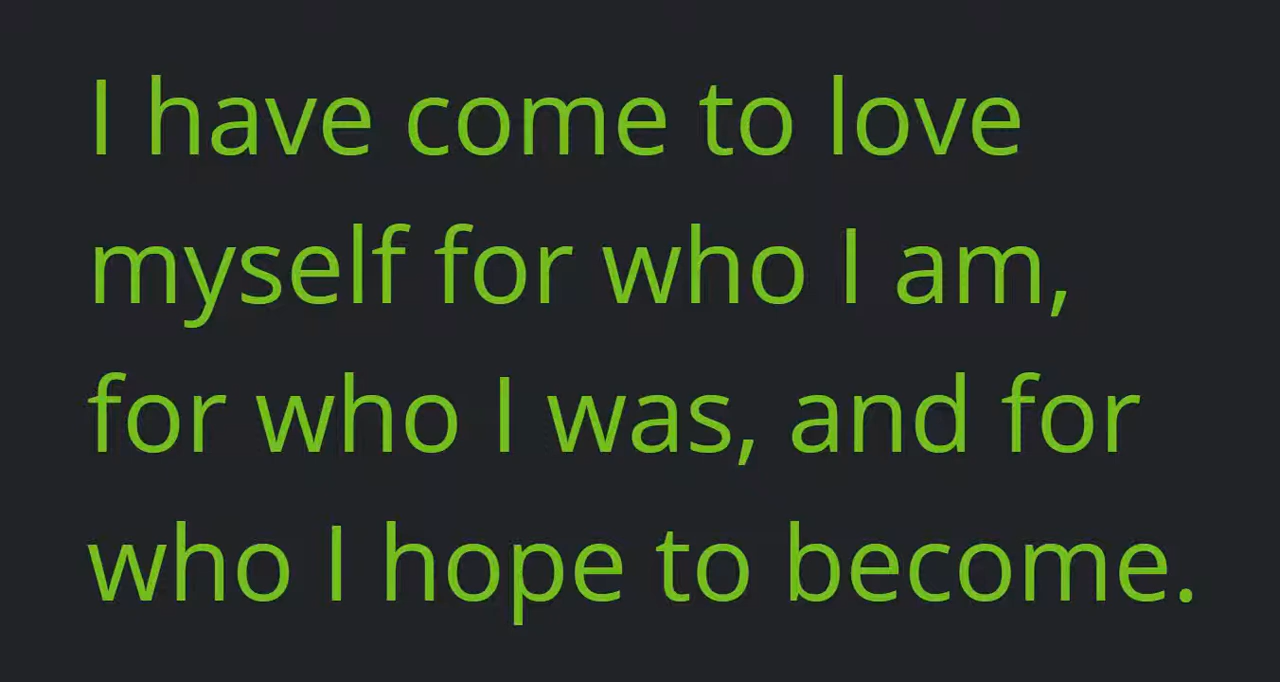 I have come to love
myself for who I am,
for who I was, and for
who I hope to become.